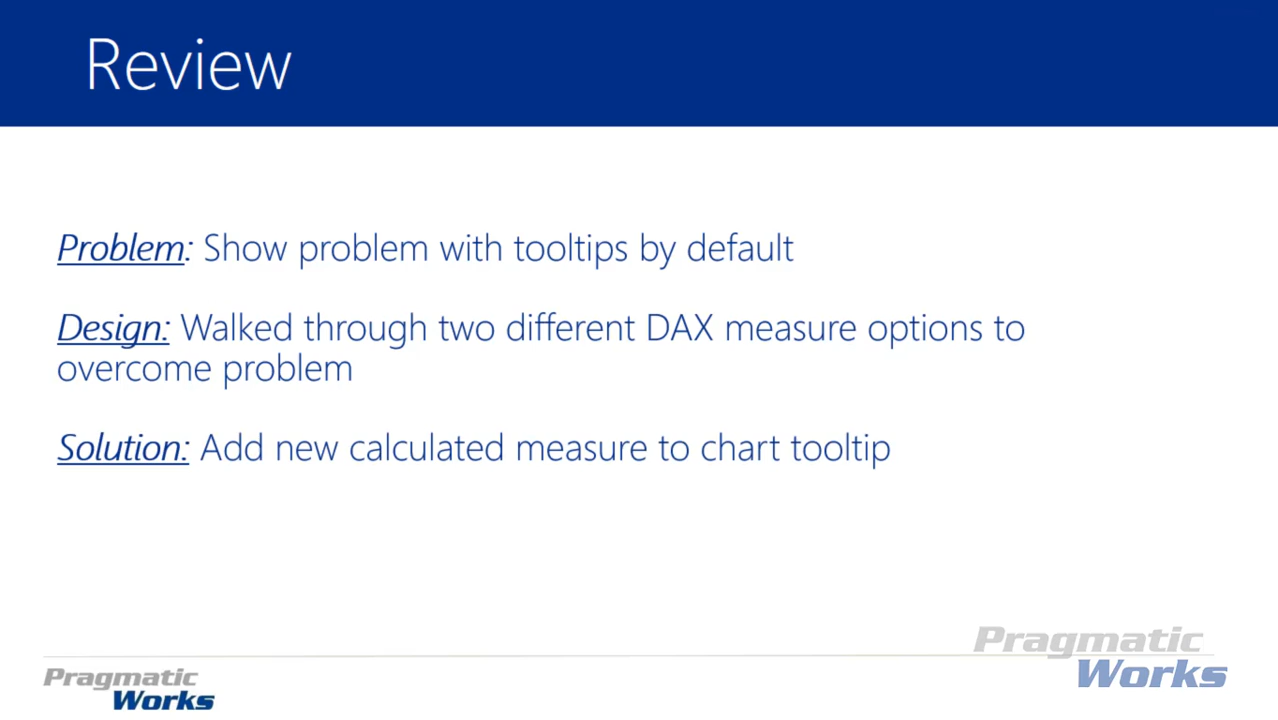 Review
Problem: Show problem with tooltips by default
Design: Walked through two different DAX measure options to
overcome problem
Solution: Add new calculated measure to chart tooltip
Pragmatic
Works
Pragmatic
Works